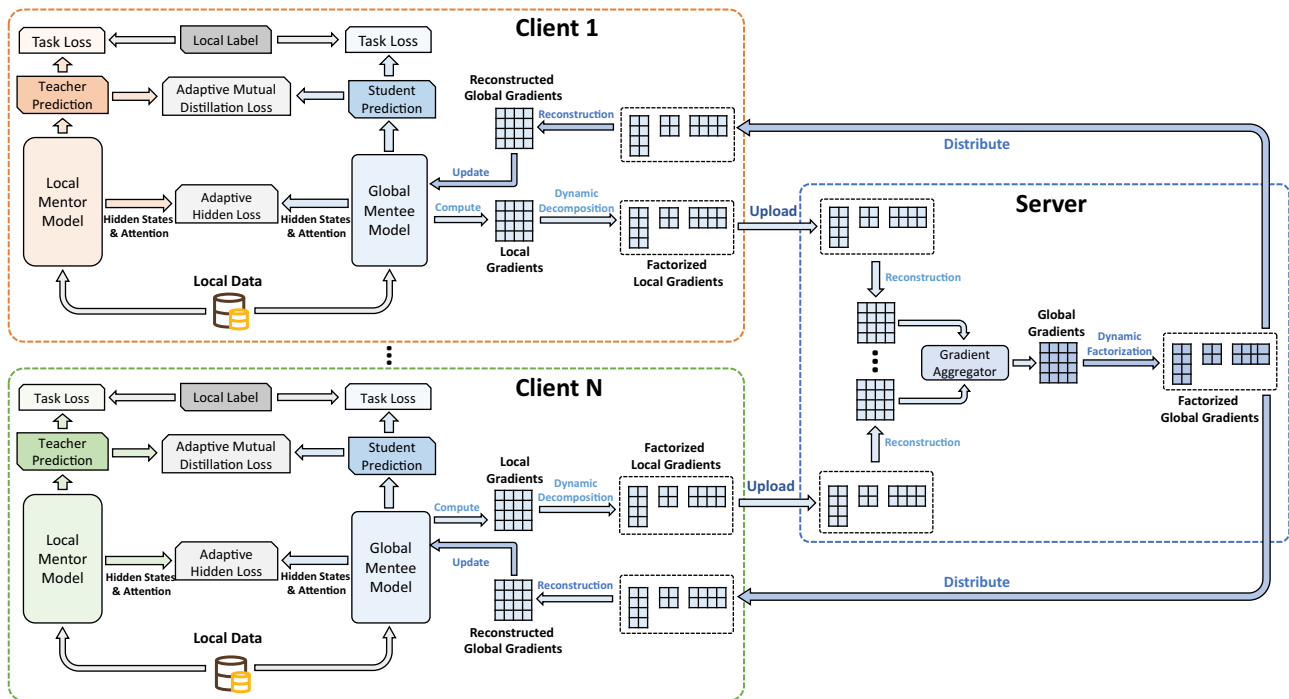 Client 1
Task Loss
Local Label
Task Loss
Teacher
Prediction
Adaptive Mutual
Distillation Loss
Student
Prediction
Reconstructed
Global Gradients
Reconstruction
Distribute
Local
Mentor
Model
Adaptive
Hidden Loss
Global
Mentee
Model
Hidden States
& Attention
Hidden States
& Attention
Update
Compute
Dynamic
Decomposition
Local
Gradients
Factorized
Local Gradients
Upload
Local Data
Server
Reconstruction
Gradient
Aggregator
Global
Gradients
Dynamic
Factorization
Factorized
Global Gradients
Reconstruction
Client N
Task Loss
Local Label
Task Loss
Teacher
Prediction
Adaptive Mutual
Distillation Loss
Student
Prediction
Local
Gradients
Dynamic
Decomposition
Factorized
Local Gradients
Upload
Compute
Local
Mentor
Model
Adaptive
Hidden Loss
Global
Mentee
Model
Hidden States
& Attention
Hidden States
& Attention
Update
Reconstruction
Distribute
Reconstructed
Global Gradients
Local Data